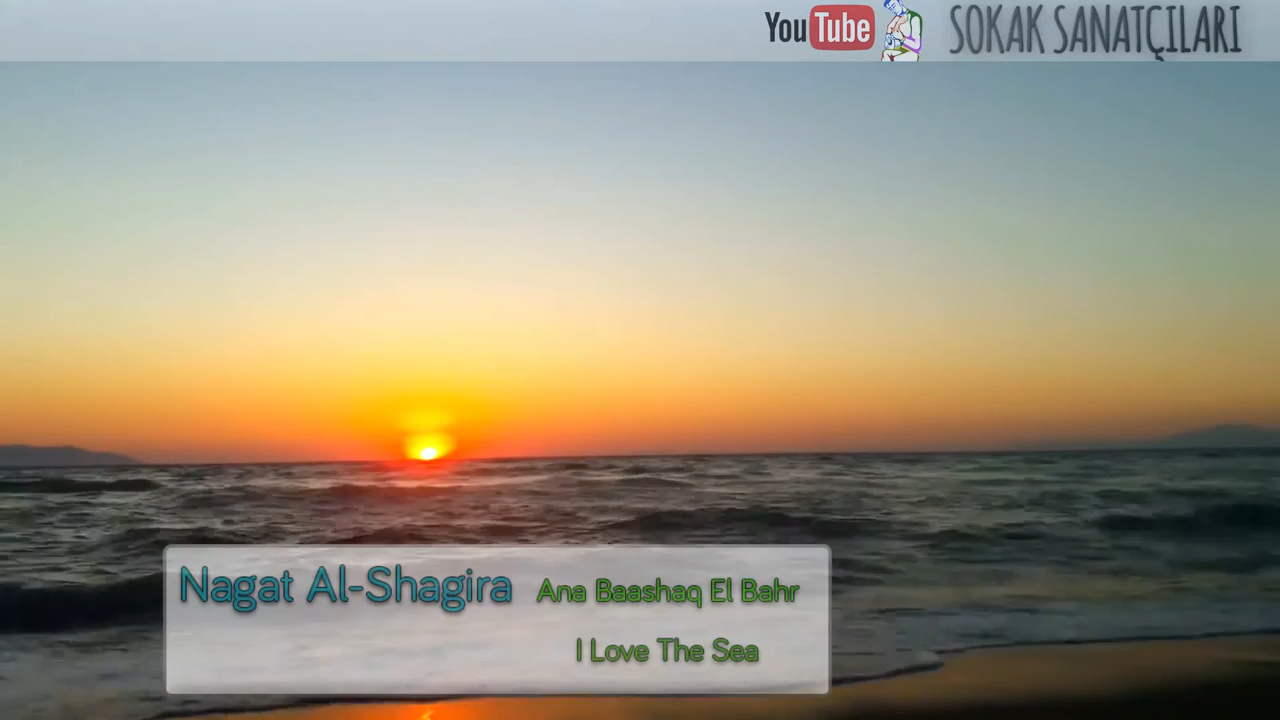 YouTube SOKAK SANATÇILARI
Nagat Al-Shagira Ana Baashaq El Bahr
I Love The Sea